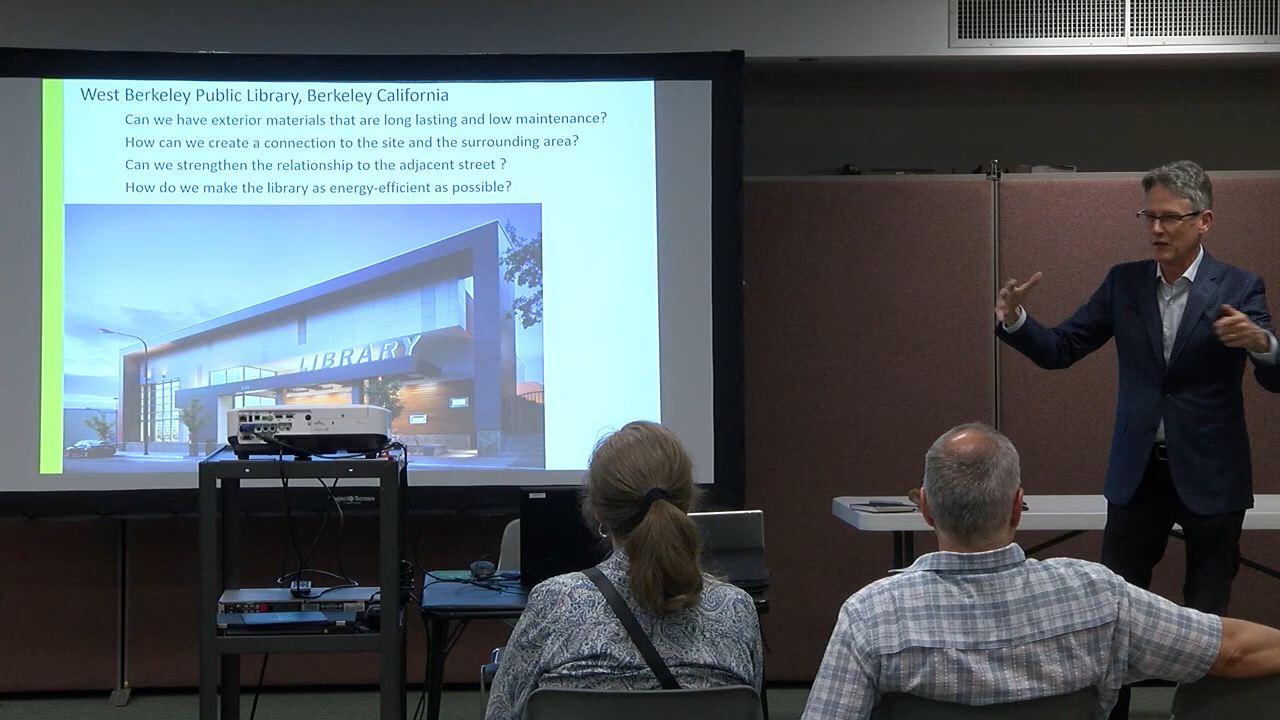 West Berkeley Public Library, Berkeley California
Can we have exterior materials that are long lasting and low maintenance?
How can we create a connection to the site and the surrounding area?
Can we strengthen the relationship to the adjacent street ?
How do we make the library as energy-efficient as possible?
LIBRARY